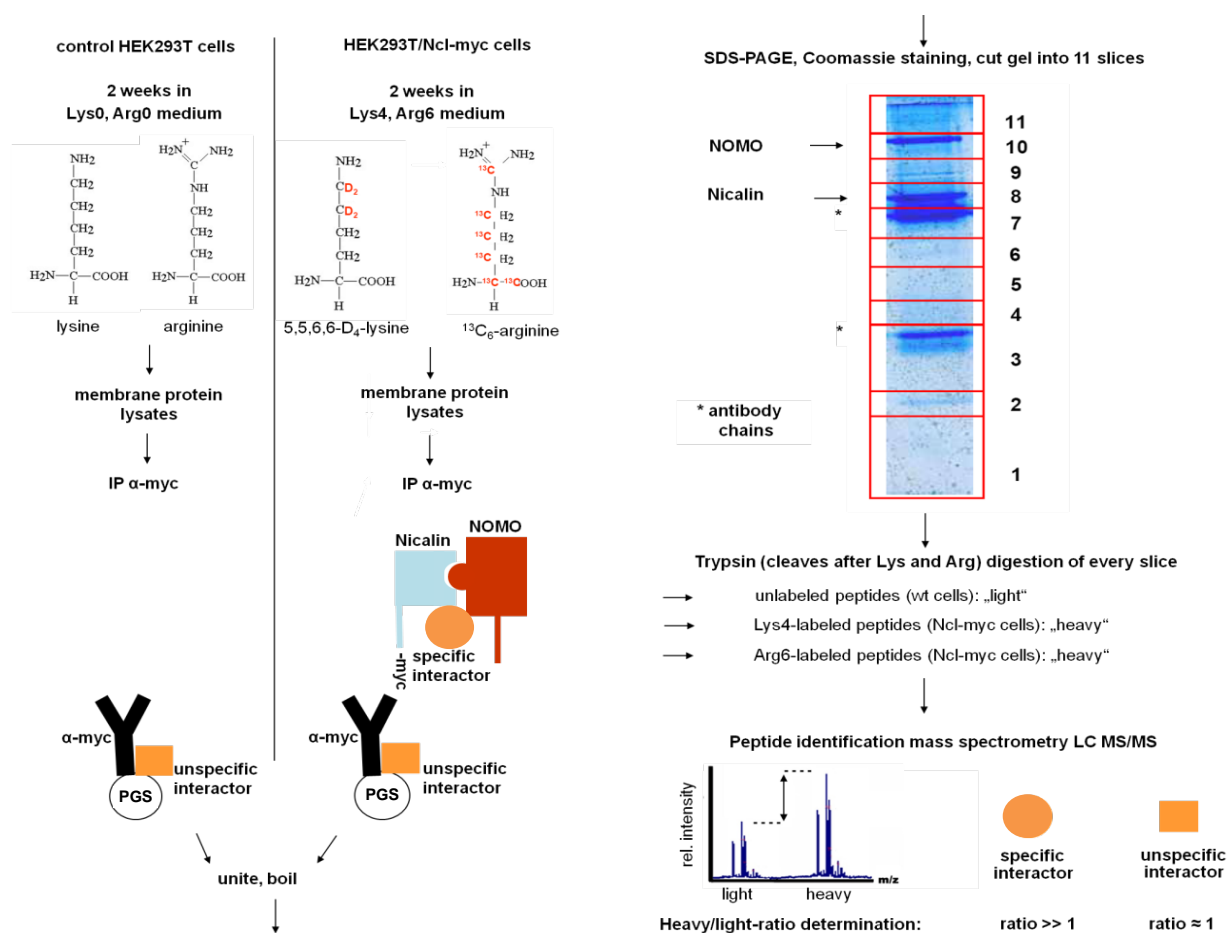 control HEK293T cells
2 weeks in
Lys0, Arg0 medium
NH2
CH2
CH2
CH2
CH2
H2N—C—COOH
H
lysine
+
NH2 NH2
C
NH
CH2
CH2
CH2
H2N—C—COOH
H
arginine
membrane protein
lysates
IP α-myc
α-myc
unspecific
interactor
PGS
HEK293T/Ncl-myc cells
2 weeks in
Lys4, Arg6 medium
NH2
CD2
CD2
CH2
CH2
H2N—C—COOH
H
5,5,6,6-D4-lysine
+
H2N NH2
13C
NH
13C H2
13C H2
13C H2
H2N—13C—13COOH
H
13C6-arginine
membrane protein
lysates
IP α-myc
NOMO
Nicalin
-myc
specific
interactor
α-myc
unspecific
interactor
PGS
unite, boil
SDS-PAGE, Coomassie staining, cut gel into 11 slices
11
NOMO 10
9
Nicalin 8
* 7
6
5
4
* 3
* antibody
chains
2
1
Trypsin (cleaves after Lys and Arg) digestion of every slice
unlabeled peptides (wt cells): „light“
Lys4-labeled peptides (Ncl-myc cells): „heavy“
Arg6-labeled peptides (Ncl-myc cells): „heavy“
Peptide identification mass spectrometry LC MS/MS
rel. intensity
m/z
light heavy
specific
interactor
unspecific
interactor
Heavy/light-ratio determination: ratio >> 1 ratio ≈ 1